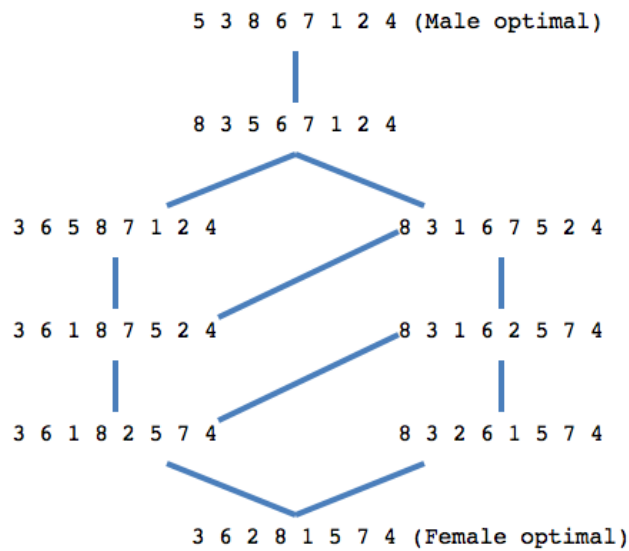 5 3 8 6 7 1 2 4 (Male optimal)
8 3 5 6 7 1 2 4
3 6 5 8 7 1 2 4
8 3 1 6 7 5 2 4
3 6 1 8 7 5 2 4
8 3 1 6 2 5 7 4
3 6 1 8 2 5 7 4
8 3 2 6 1 5 7 4
3 6 2 8 1 5 7 4 (Female optimal)